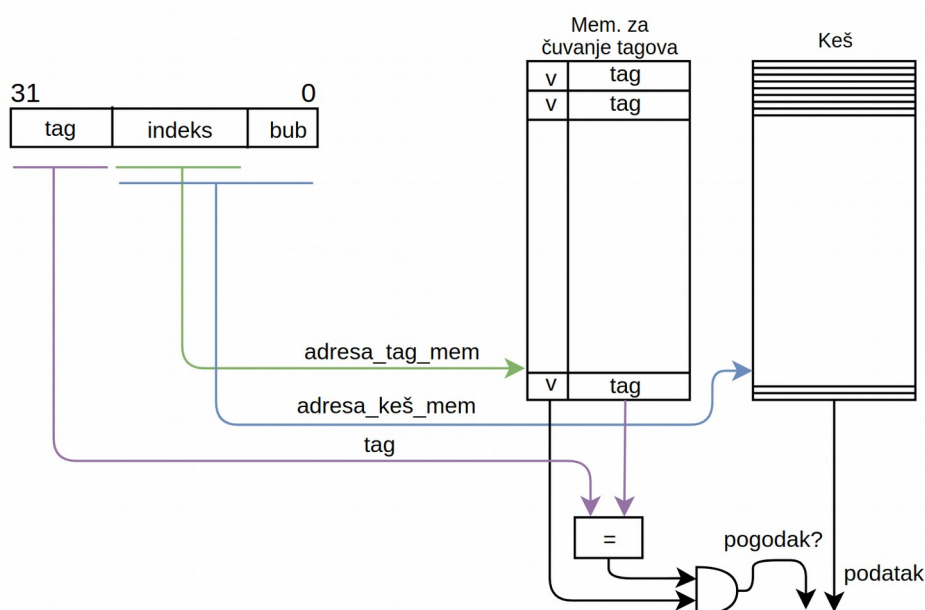 Mem. za
čuvanje tagova
Keš
31
0
tag
indeks
bub
v
tag
v
tag
adresa_tag_mem
v
tag
adresa_keš_mem
tag
=
pogodak?
podatak